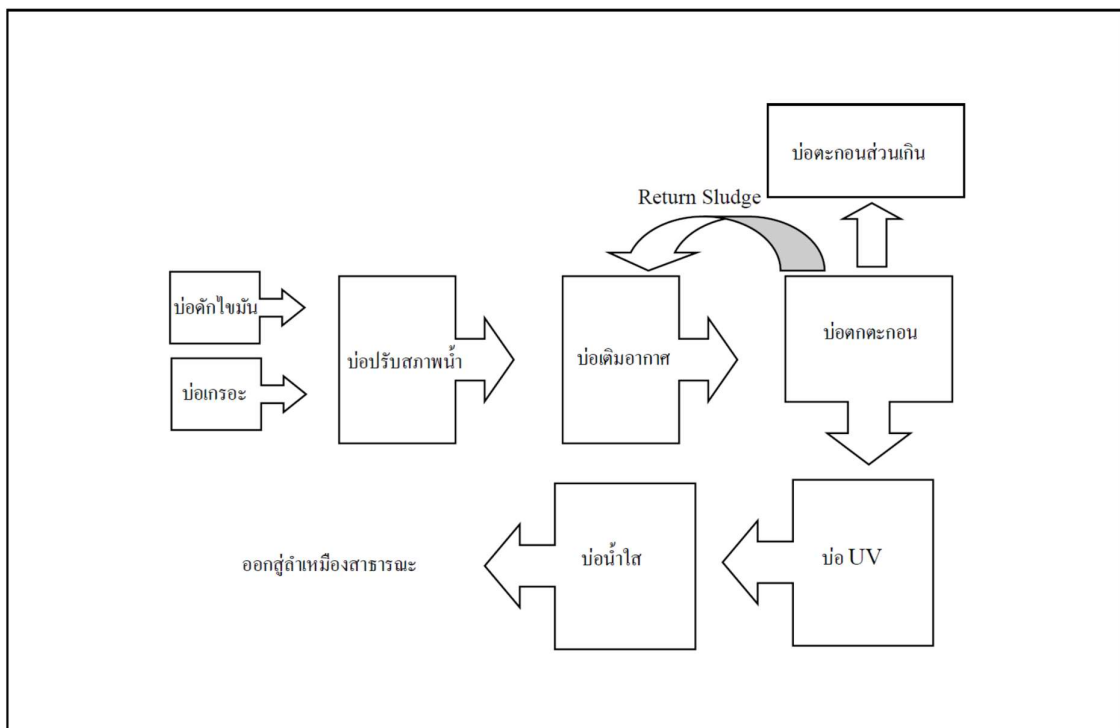 บ่อตะกอนส่วนเกิน
Return Sludge
บ่อดักไขมัน
บ่อเกรอะ
บ่อปรับสภาพน้ำ
บ่อเติมอากาศ
บ่อตกตะกอน
บ่อ UV
บ่อน้ำใส
ออกสู่ลำเหมืองสาธารณะ